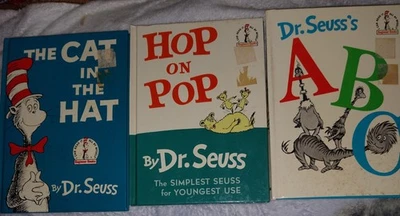 THE CAT
IN
THE
HAT
By Dr. Seuss
HOP
ON
POP
By Dr. Seuss
The SIMPLEST SEUSS
for YOUNGEST USE
Dr. Seuss's
A
B
C